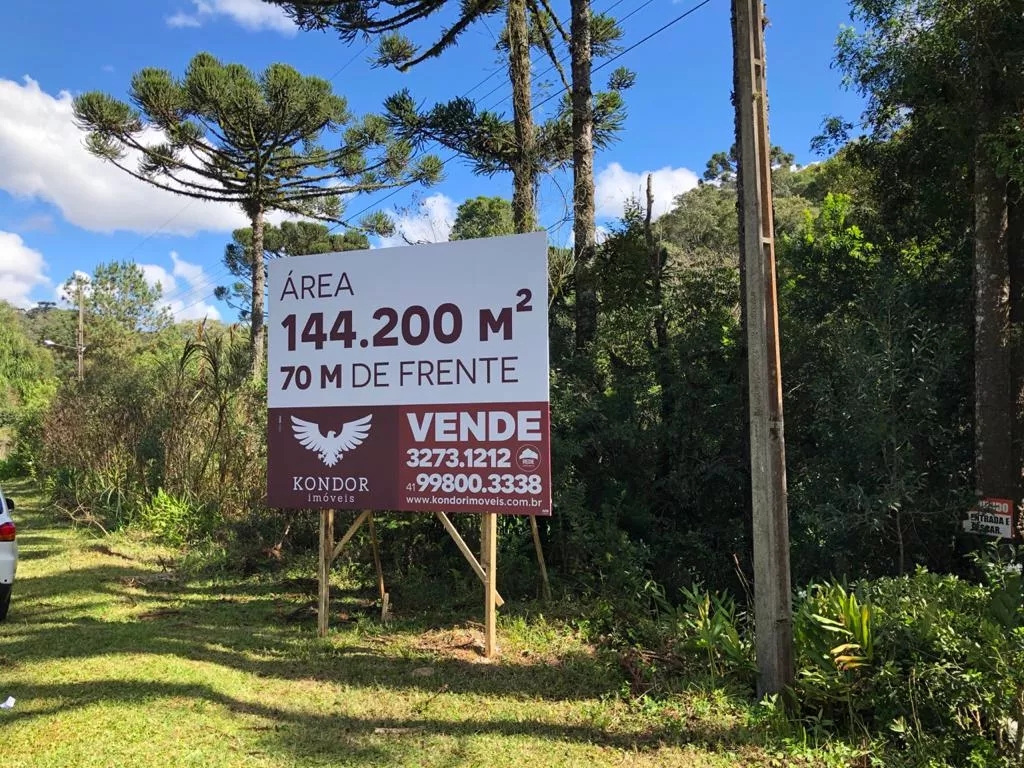 ÁREA
144.200 M²
70 M DE FRENTE
KONDOR
imóveis
VENDE
3273.1212
41 99800.3338
www.kondorimoveis.com.br
ENTRADA E